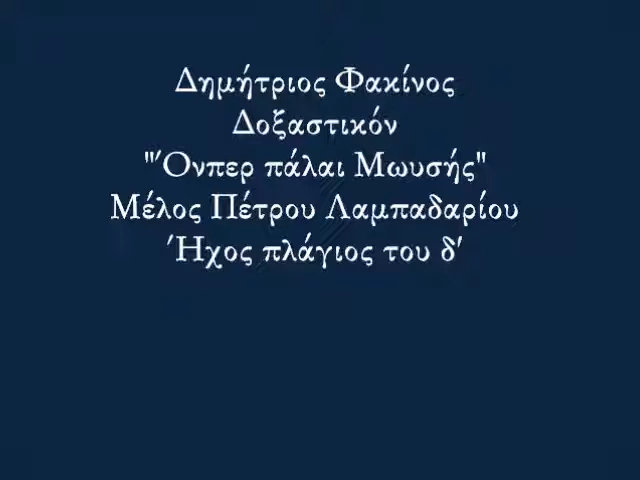 Δημήτριος Φακίνος
Δοξαστικόν
"Όνπερ πάλαι Μωυσής"
Μέλος Πέτρου Λαμπαδαρίου
Ήχος πλάγιος του δ'